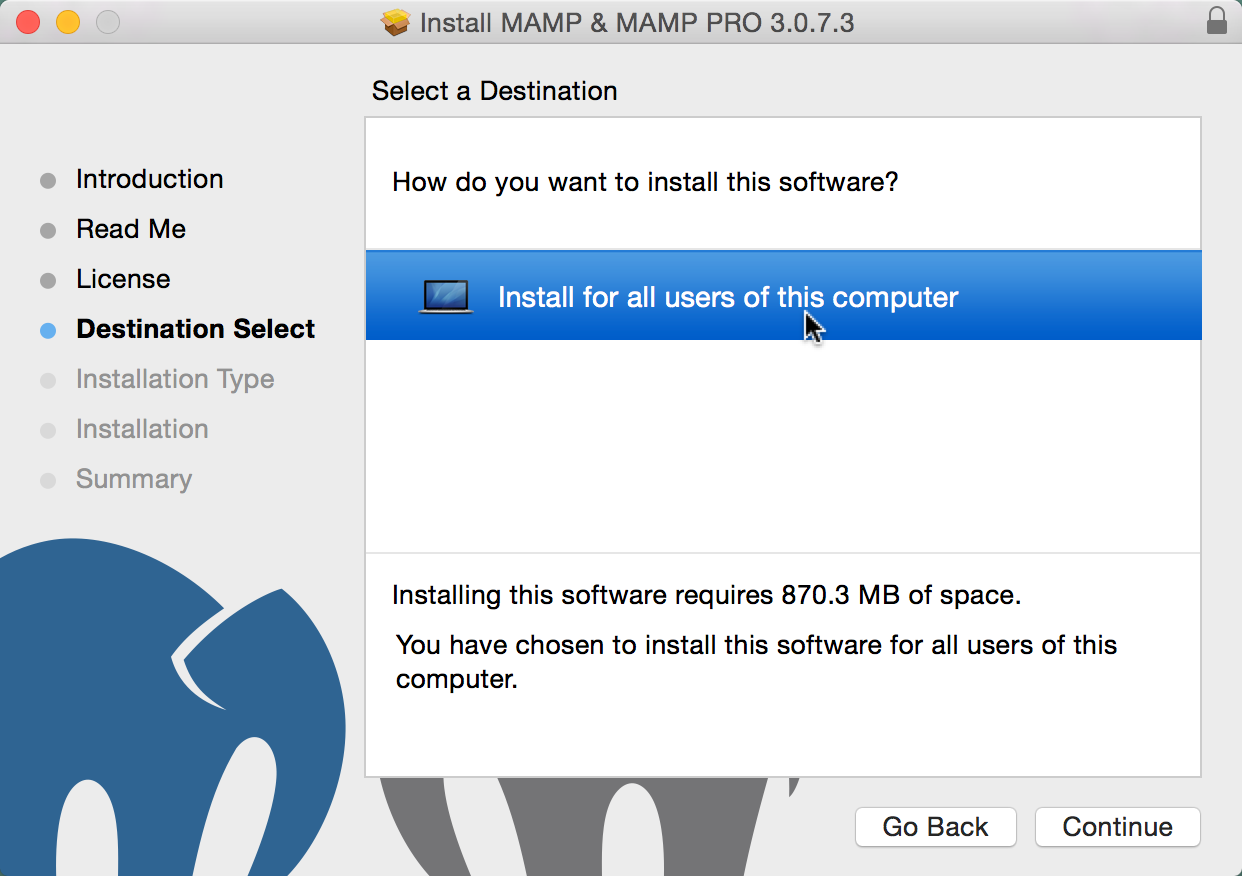 Install MAMP & MAMP PRO 3.0.7.3
Select a Destination
Introduction
Read Me
License
Destination Select
Installation Type
Installation
Summary
How do you want to install this software?
Install for all users of this computer
Installing this software requires 870.3 MB of space.
You have chosen to install this software for all users of this
computer.
Go Back
Continue